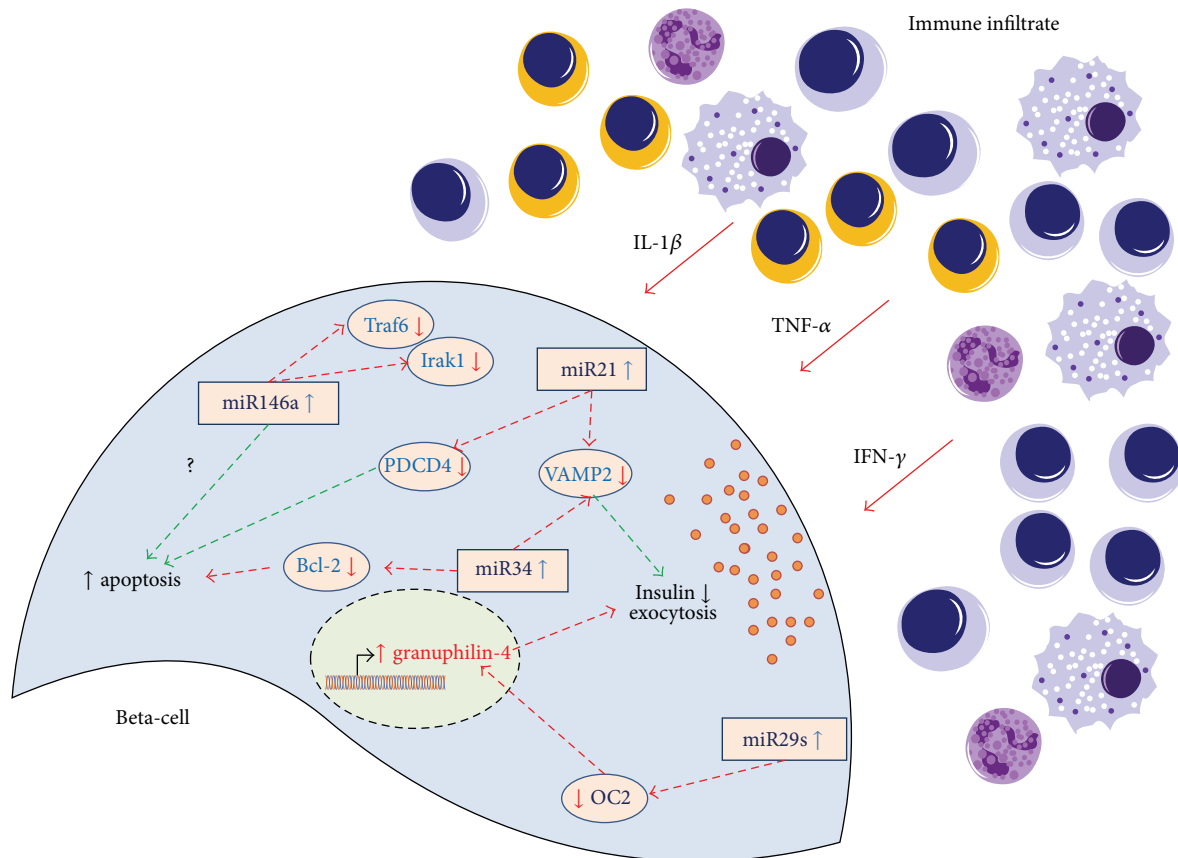 Immune infiltrate
IL-1β
TNF-α
IFN-γ
Traf6 ↓
Irak1 ↓
miR146a ↑
miR21 ↑
?
PDCD4 ↓
VAMP2 ↓
↑ apoptosis
Bcl-2 ↓
miR34 ↑
Insulin ↓
exocytosis
↑ granuphilin-4
Beta-cell
miR29s ↑
↓ OC2